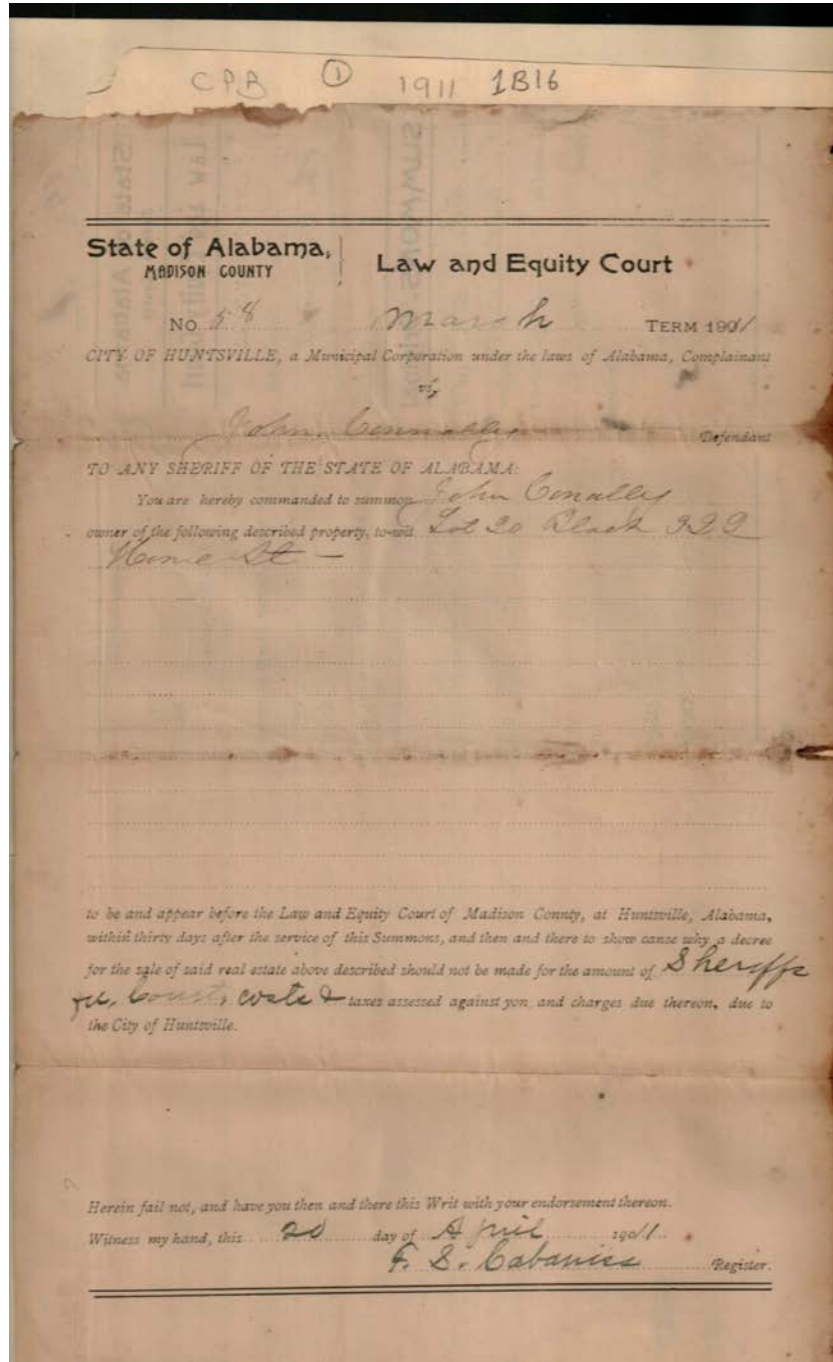 CPB ① 1911 1B16
State of Alabama,
MADISON COUNTY
Law and Equity Court
No. 58 March TERM 1911
CITY OF HUNTSVILLE, a Municipal Corporation under the laws of Alabama, Complainant
vs,
John Connally Defendant
TO ANY SHERIFF OF THE STATE OF ALABAMA:
You are hereby commanded to summon John Conally
owner of the following described property, to-wit Lot 20 Block 322
St —
to be and appear before the Law and Equity Court of Madison County, at Huntsville, Alabama,
within thirty days after the service of this Summons, and then and there to show cause why a decree
for the sale of said real estate above described should not be made for the amount of Sheriffs
fee, Court, costs & taxes assessed against you and charges due thereon, due to
the City of Huntsville.
Herein fail not, and have you then and there this Writ with your endorsement thereon.
Witness my hand, this 20 day of April 1911
F. S. Cabaniss Register.